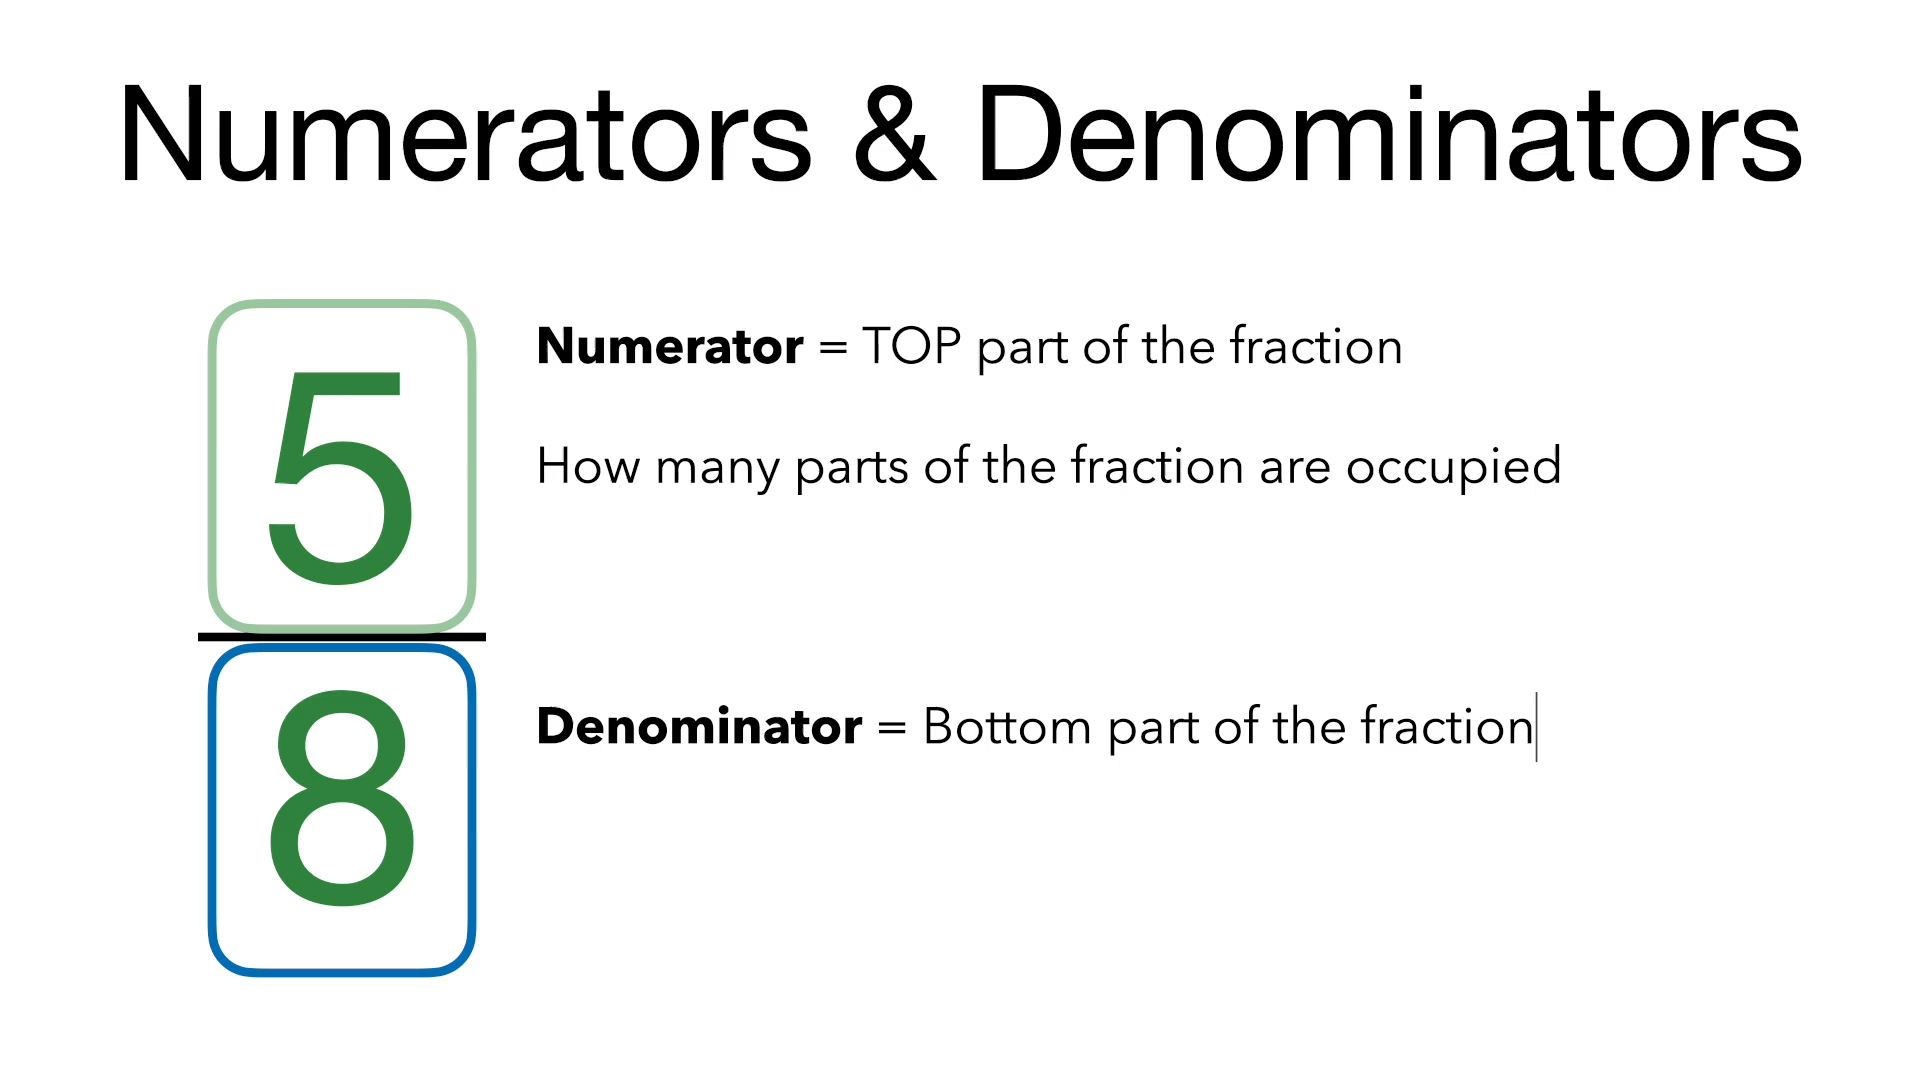 Numerators & Denominators
5
Numerator = TOP part of the fraction
How many parts of the fraction are occupied
8
Denominator = Bottom part of the fraction